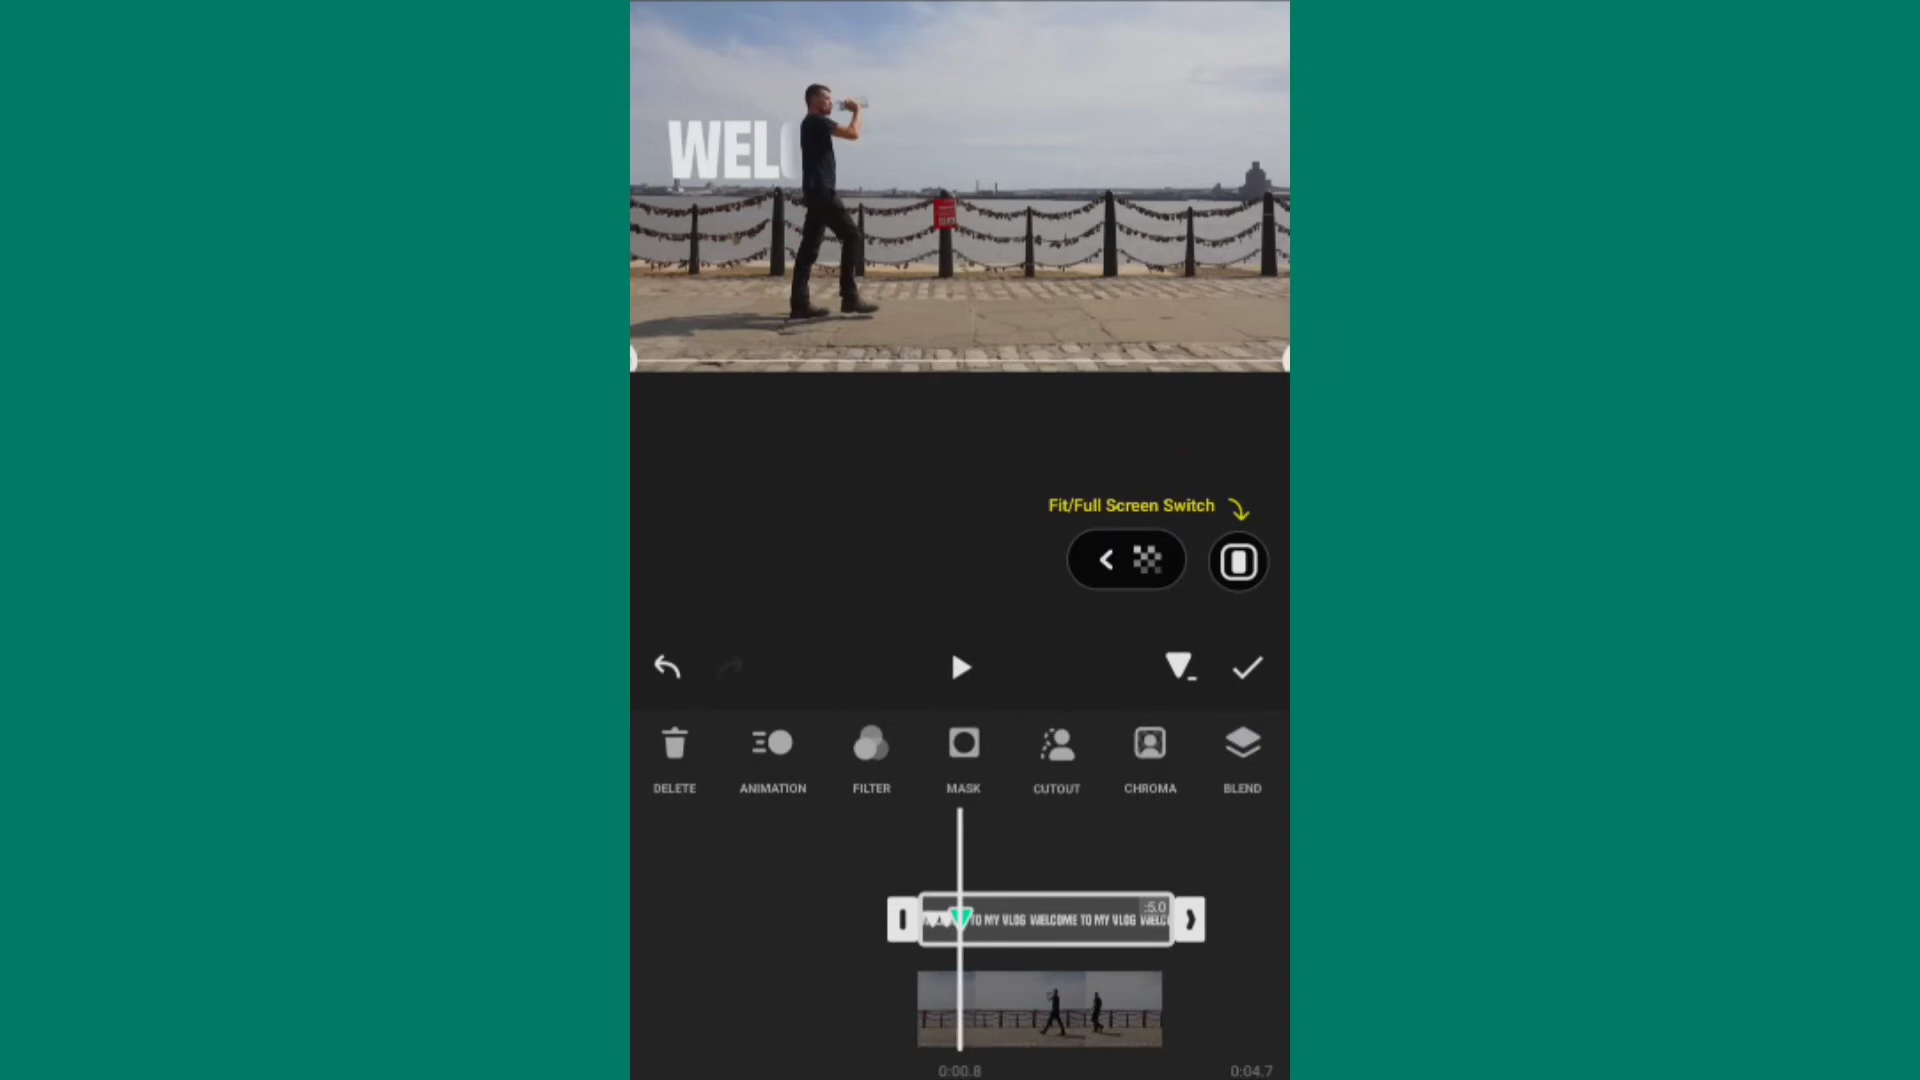 WEL
Fit/Full Screen Switch
DELETE
ANIMATION
FILTER
MASK
CUTOUT
CHROMA
BLEND
:5.0
TO MY VLOG WELCOME TO MY VLOG WELC
0:00.8
0:04.7